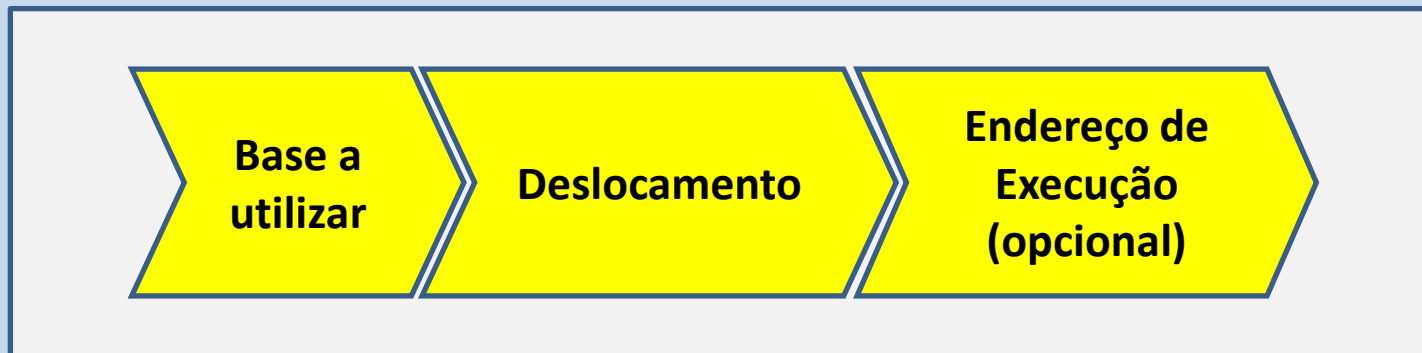 Base a
utilizar
Deslocamento
Endereço de
Execução
(opcional)